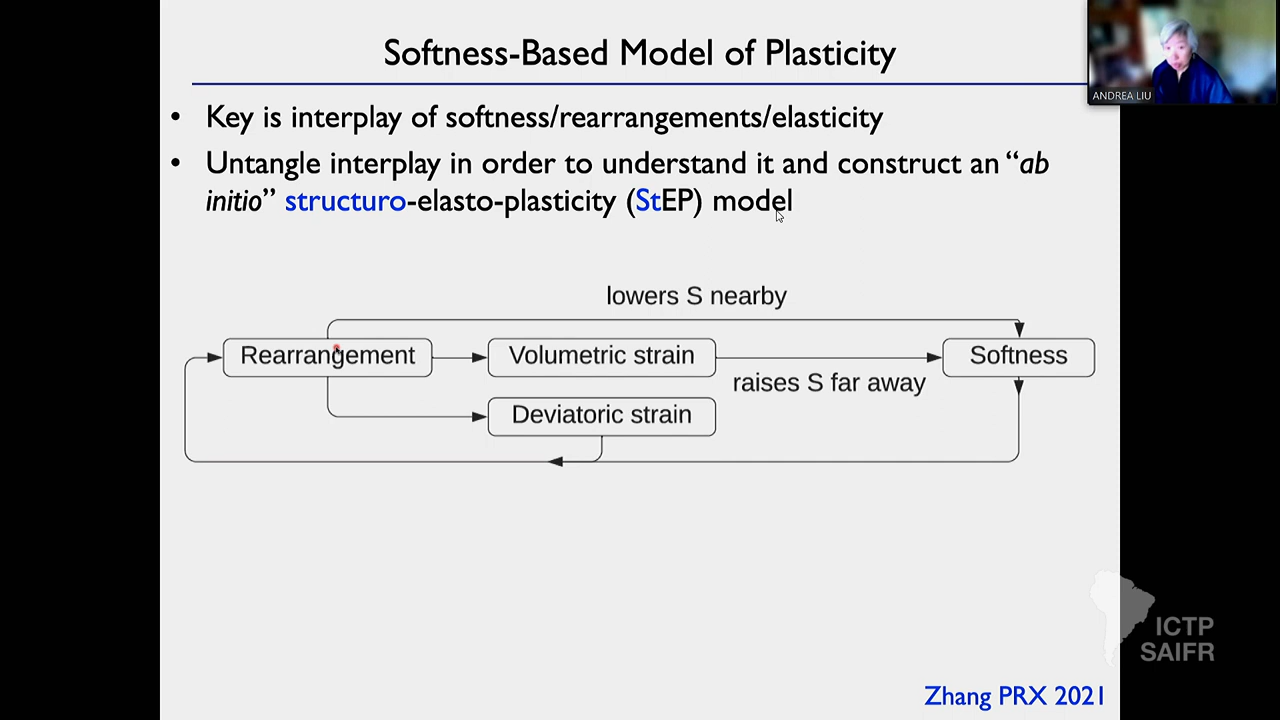 Softness-Based Model of Plasticity
ANDREA LIU
• Key is interplay of softness/rearrangements/elasticity
• Untangle interplay in order to understand it and construct an “ab
initio” structuro-elasto-plasticity (StEP) model
lowers S nearby
Rearrangement
Volumetric strain
Softness
raises S far away
Deviatoric strain
ICTP
SAIFR
Zhang PRX 2021